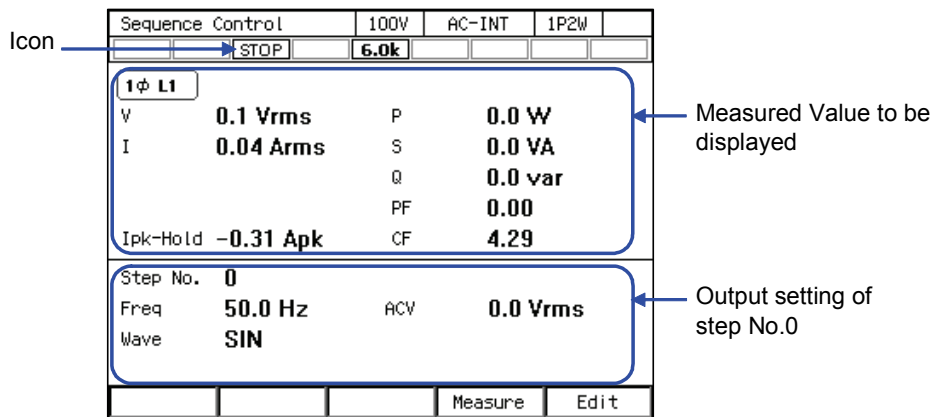 Sequence Control 100V AC-INT 1P2W
Icon
STOP 6.0k
1φ L1
V 0.1 Vrms P 0.0 W
I 0.04 Arms S 0.0 VA
Q 0.0 var
PF 0.00
Ipk-Hold -0.31 Apk CF 4.29
Measured Value to be
displayed
Step No. 0
Freq 50.0 Hz ACV 0.0 Vrms
Wave SIN
Output setting of
step No.0
Measure Edit